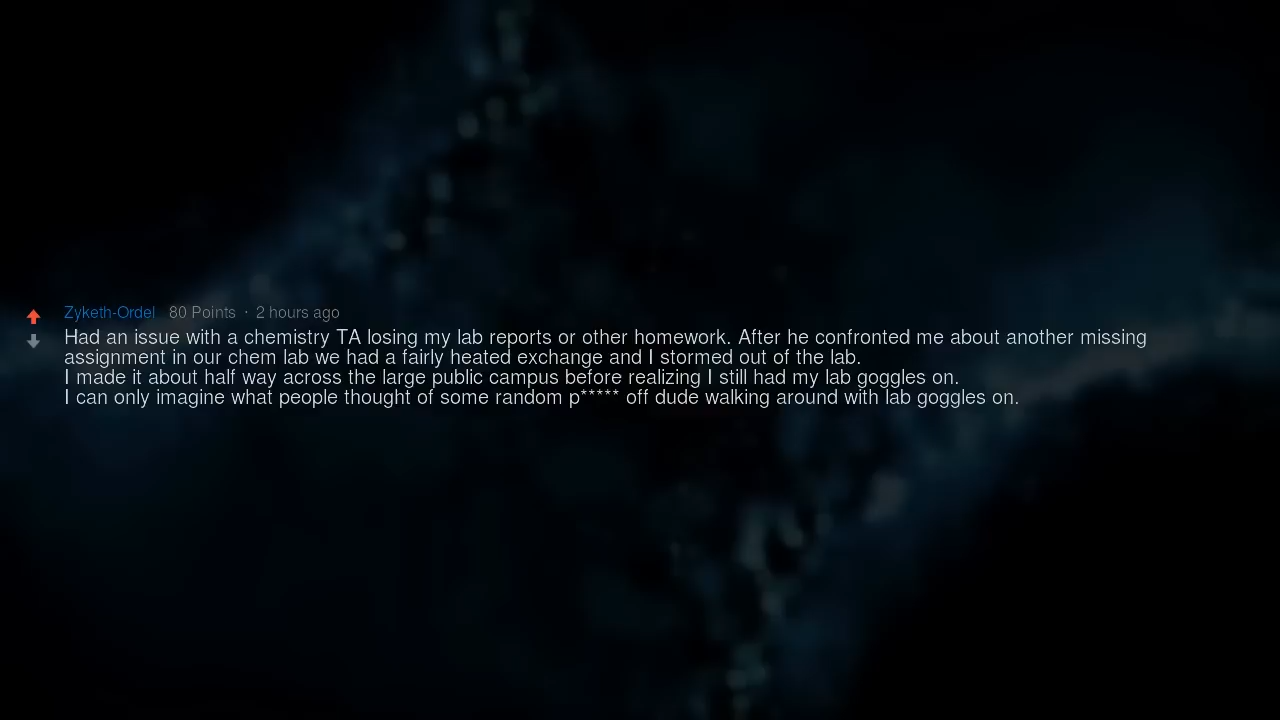 Zyketh-Ordel 80 Points · 2 hours ago
Had an issue with a chemistry TA losing my lab reports or other homework. After he confronted me about another missing
assignment in our chem lab we had a fairly heated exchange and I stormed out of the lab.
I made it about half way across the large public campus before realizing I still had my lab goggles on.
I can only imagine what people thought of some random p***** off dude walking around with lab goggles on.